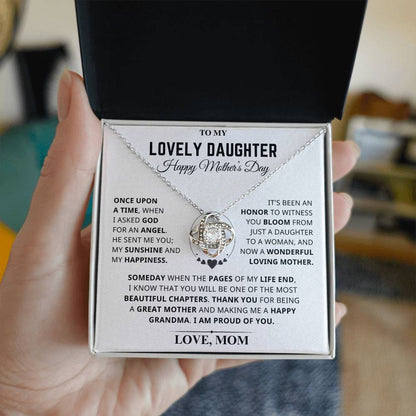 TO MY
LOVELY DAUGHTER
Happy Mother's Day
ONCE UPON
A TIME, WHEN
I ASKED GOD
FOR AN ANGEL.
HE SENT ME YOU;
MY SUNSHINE AND
MY HAPPINESS.
IT'S BEEN AN
HONOR TO WITNESS
YOU BLOOM FROM
JUST A DAUGHTER
TO A WOMAN, AND
NOW A WONDERFUL
LOVING MOTHER.
SOMEDAY WHEN THE PAGES OF MY LIFE END,
I KNOW THAT YOU WILL BE ONE OF THE MOST
BEAUTIFUL CHAPTERS. THANK YOU FOR BEING
A GREAT MOTHER AND MAKING ME A HAPPY
GRANDMA. I AM PROUD OF YOU.
LOVE, MOM